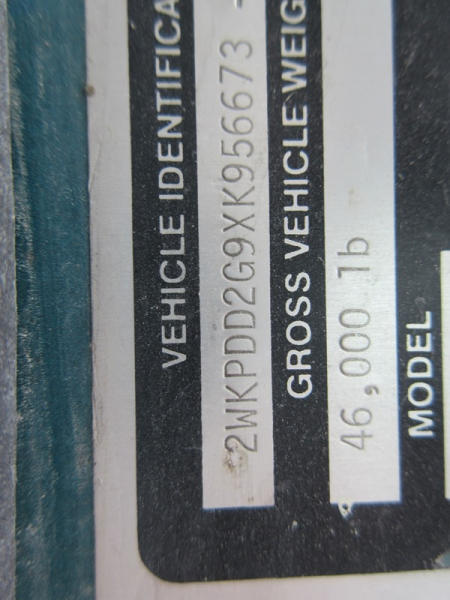 VEHICLE IDENTIFICA
2WKPDD2G9XK956673 -
GROSS VEHICLE WEIG
46,000 lb
MODEL